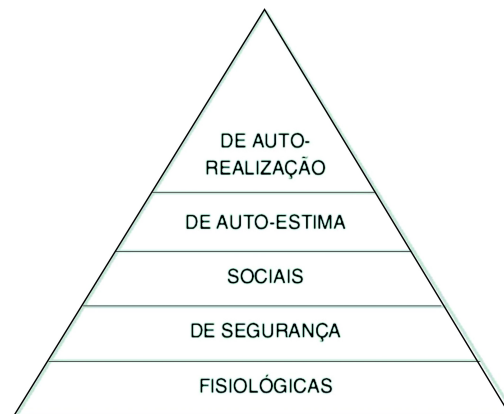 DE AUTO-
REALIZAÇÃO
DE AUTO-ESTIMA
SOCIAIS
DE SEGURANÇA
FISIOLÓGICAS